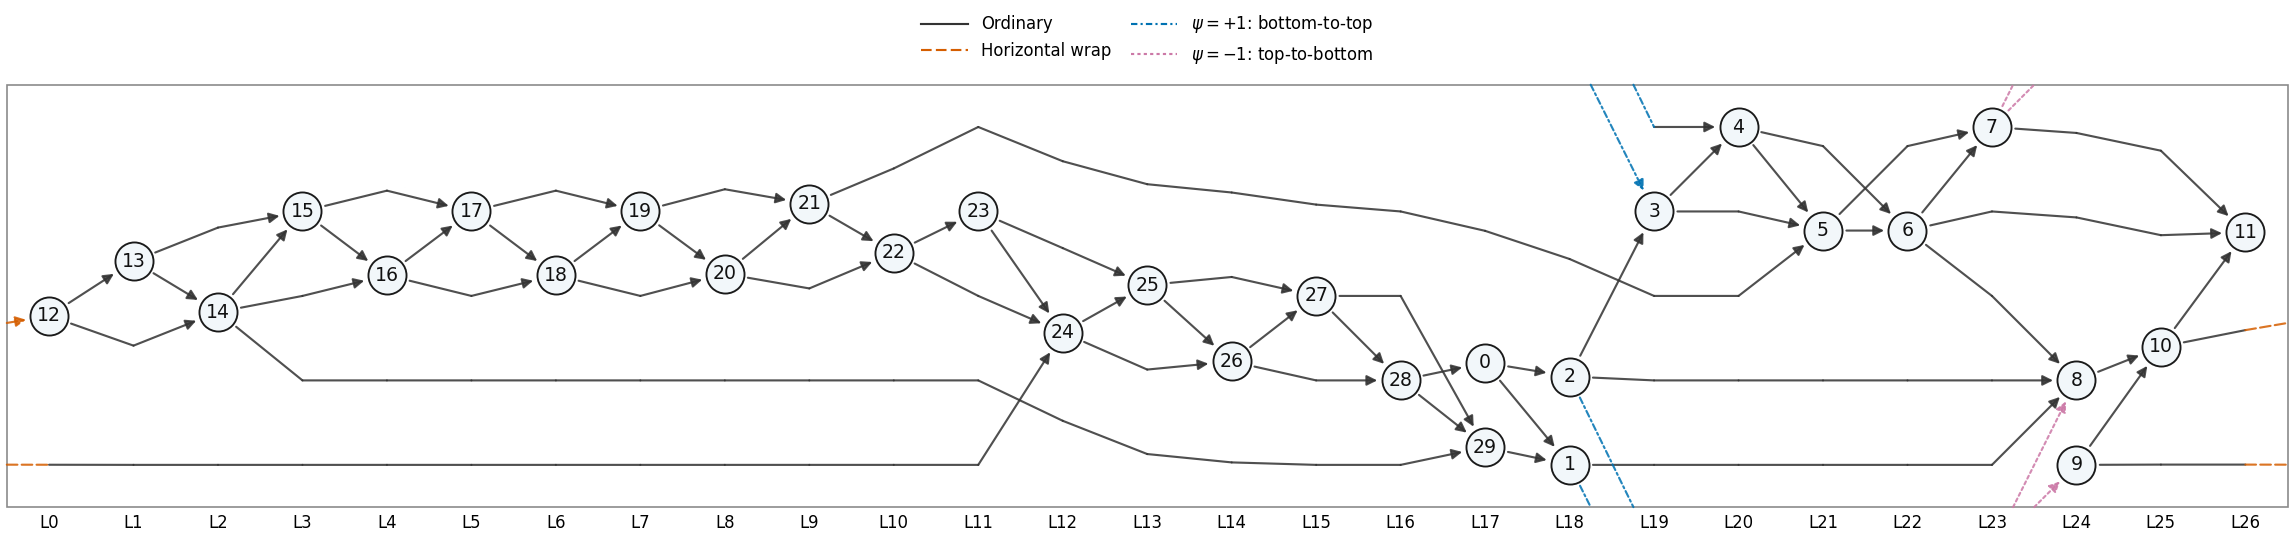 Ordinary
Horizontal wrap
ψ = +1: bottom-to-top
ψ = −1: top-to-bottom
4 7
15 17 19 21 23 3 11
13 22 5 6
12 14 16 18 20 25 27
24 26 0 2 10
28 8
29 1 9
L0 L1 L2 L3 L4 L5 L6 L7 L8 L9 L10 L11 L12 L13 L14 L15 L16 L17 L18 L19 L20 L21 L22 L23 L24 L25 L26